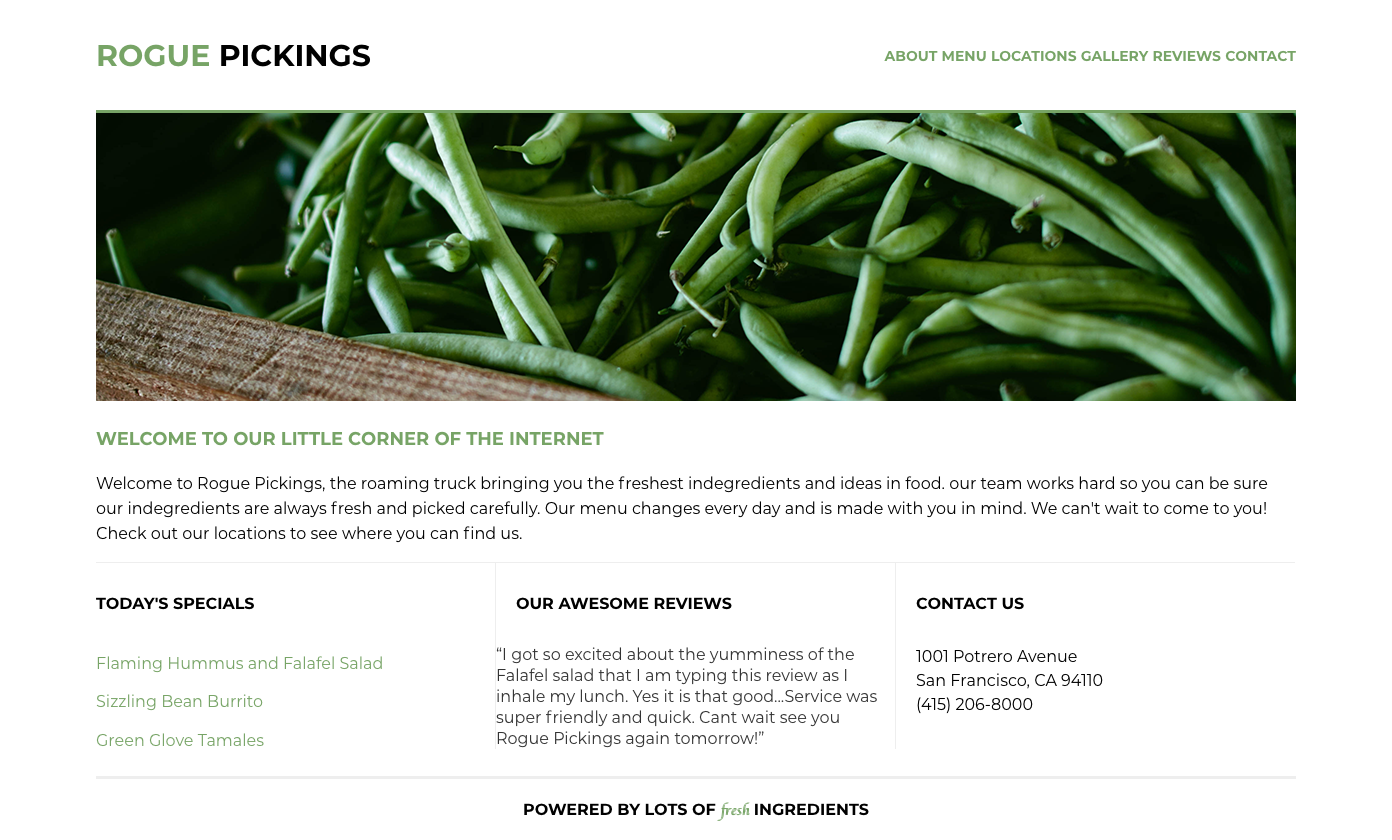 ROGUE PICKINGS
ABOUT MENU LOCATIONS GALLERY REVIEWS CONTACT
WELCOME TO OUR LITTLE CORNER OF THE INTERNET
Welcome to Rogue Pickings, the roaming truck bringing you the freshest indegredients and ideas in food. our team works hard so you can be sure
our indegredients are always fresh and picked carefully. Our menu changes every day and is made with you in mind. We can't wait to come to you!
Check out our locations to see where you can find us.
TODAY'S SPECIALS
Flaming Hummus and Falafel Salad
Sizzling Bean Burrito
Green Glove Tamales
OUR AWESOME REVIEWS
“I got so excited about the yumminess of the
Falafel salad that I am typing this review as I
inhale my lunch. Yes it is that good...Service was
super friendly and quick. Cant wait see you
Rogue Pickings again tomorrow!”
CONTACT US
1001 Potrero Avenue
San Francisco, CA 94110
(415) 206-8000
POWERED BY LOTS OF fresh INGREDIENTS